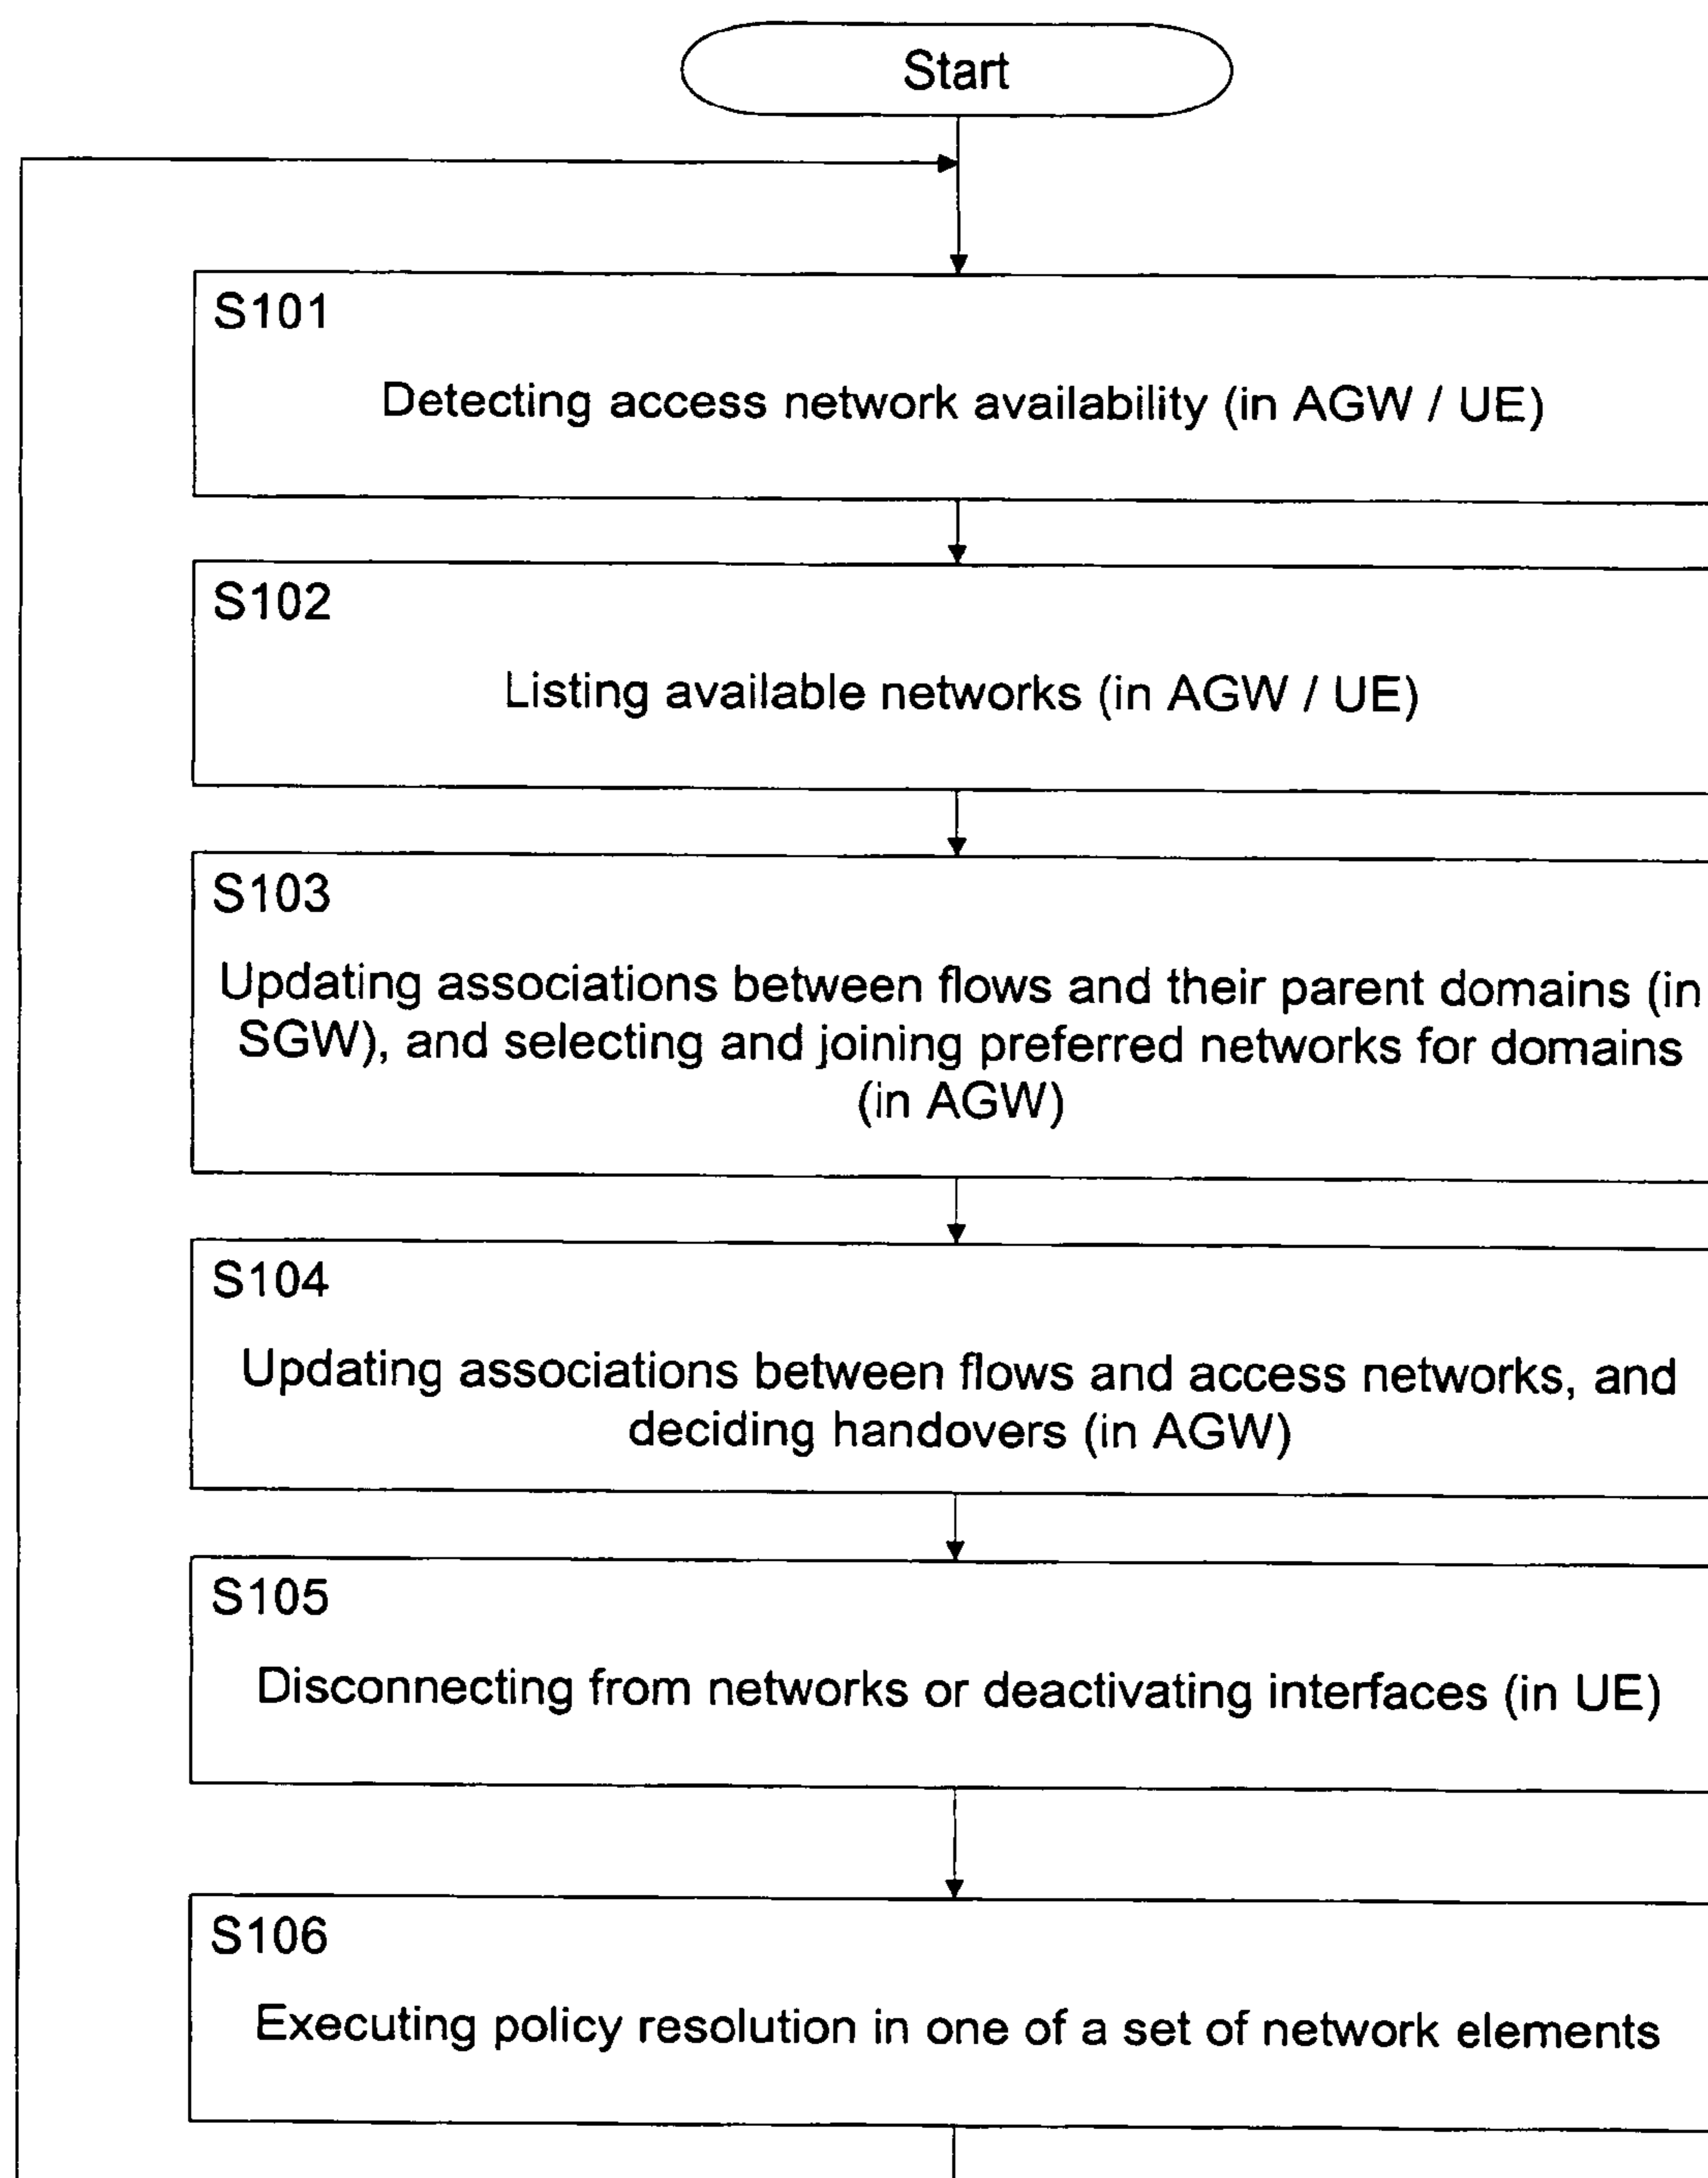 Start
S101
Detecting access network availability (in AGW / UE)
S102
Listing available networks (in AGW / UE)
S103
Updating associations between flows and their parent domains (in
SGW), and selecting and joining preferred networks for domains
(in AGW)
S104
Updating associations between flows and access networks, and
deciding handovers (in AGW)
S105
Disconnecting from networks or deactivating interfaces (in UE)
S106
Executing policy resolution in one of a set of network elements